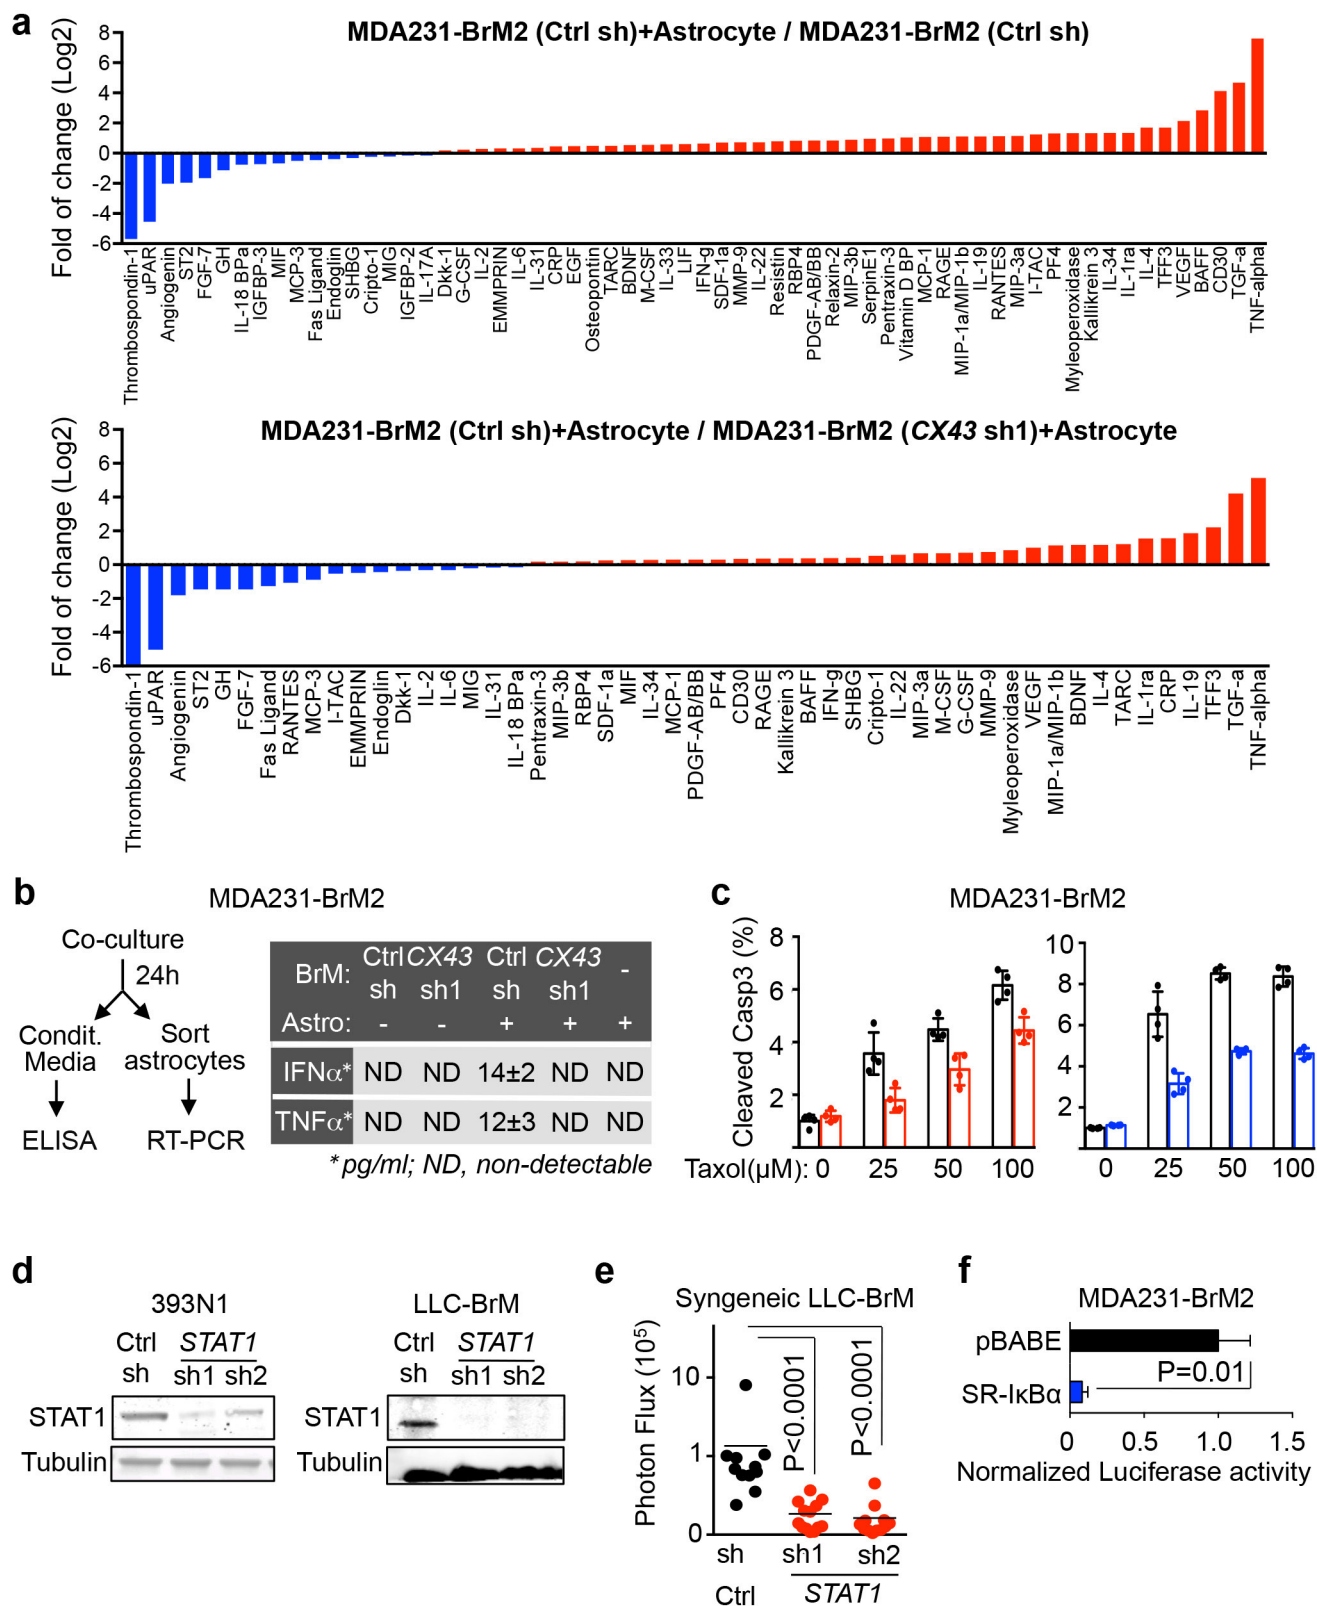 a
MDA231-BrM2 (Ctrl sh)+Astrocyte / MDA231-BrM2 (Ctrl sh)
Fold of change (Log2)
8
6
4
2
0
-2
-4
-6
Thrombospondin-1
uPAR
Angiogenin
ST2
FGF-7
GH
IL-18 BPa
IGFBP-3
MIF
MCP-3
Fas Ligand
Endoglin
SHBG
Cripto-1
MIG
IGFBP-2
IL-17A
Dkk-1
G-CSF
IL-2
EMMPRIN
IL-6
IL-31
CRP
EGF
Osteopontin
TARC
BDNF
M-CSF
IL-33
LIF
IFN-g
SDF-1a
MMP-9
IL-22
Resistin
RBP4
PDGF-AB/BB
Relaxin-2
MIP-3b
SerpinE1
Pentraxin-3
Vitamin D BP
MCP-1
RAGE
MIP-1a/MIP-1b
IL-19
RANTES
MIP-3a
I-TAC
PF4
Myleoperoxidase
Kallikrein 3
IL-34
IL-1ra
IL-4
TFF3
VEGF
BAFF
CD30
TGF-a
TNF-alpha
MDA231-BrM2 (Ctrl sh)+Astrocyte / MDA231-BrM2 (CX43 sh1)+Astrocyte
Fold of change (Log2)
8
6
4
2
0
-2
-4
-6
Thrombospondin-1
uPAR
Angiogenin
ST2
GH
FGF-7
Fas Ligand
RANTES
MCP-3
I-TAC
EMMPRIN
Endoglin
Dkk-1
IL-2
IL-6
MIG
IL-31
IL-18 BPa
Pentraxin-3
MIP-3b
RBP4
SDF-1a
MIF
IL-34
MCP-1
PDGF-AB/BB
PF4
CD30
RAGE
Kallikrein 3
BAFF
IFN-g
SHBG
Cripto-1
IL-22
MIP-3a
M-CSF
G-CSF
MMP-9
Myleoperoxidase
VEGF
MIP-1a/MIP-1b
BDNF
IL-4
TARC
IL-1ra
CRP
IL-19
TFF3
TGF-a
TNF-alpha
b
MDA231-BrM2
Co-culture
24h
Condit. Media
Sort astrocytes
ELISA
RT-PCR
BrM: Ctrl sh CX43 sh1 Ctrl sh CX43 sh1 -
Astro: - - + + +
IFNα* ND ND 14±2 ND ND
TNFα* ND ND 12±3 ND ND
*pg/ml; ND, non-detectable
c
MDA231-BrM2
Cleaved Casp3 (%)
8
6
4
2
10
8
6
4
2
Taxol(μM): 0 25 50 100
0 25 50 100
d
393N1
Ctrl sh
STAT1
sh1 sh2
STAT1
Tubulin
LLC-BrM
Ctrl sh
STAT1
sh1 sh2
STAT1
Tubulin
e
Syngeneic LLC-BrM
Photon Flux (10⁵)
10
1
0
P<0.0001
P<0.0001
sh sh1 sh2
Ctrl STAT1
f
MDA231-BrM2
pBABE
SR-IκBα
P=0.01
0 0.5 1.0 1.5
Normalized Luciferase activity